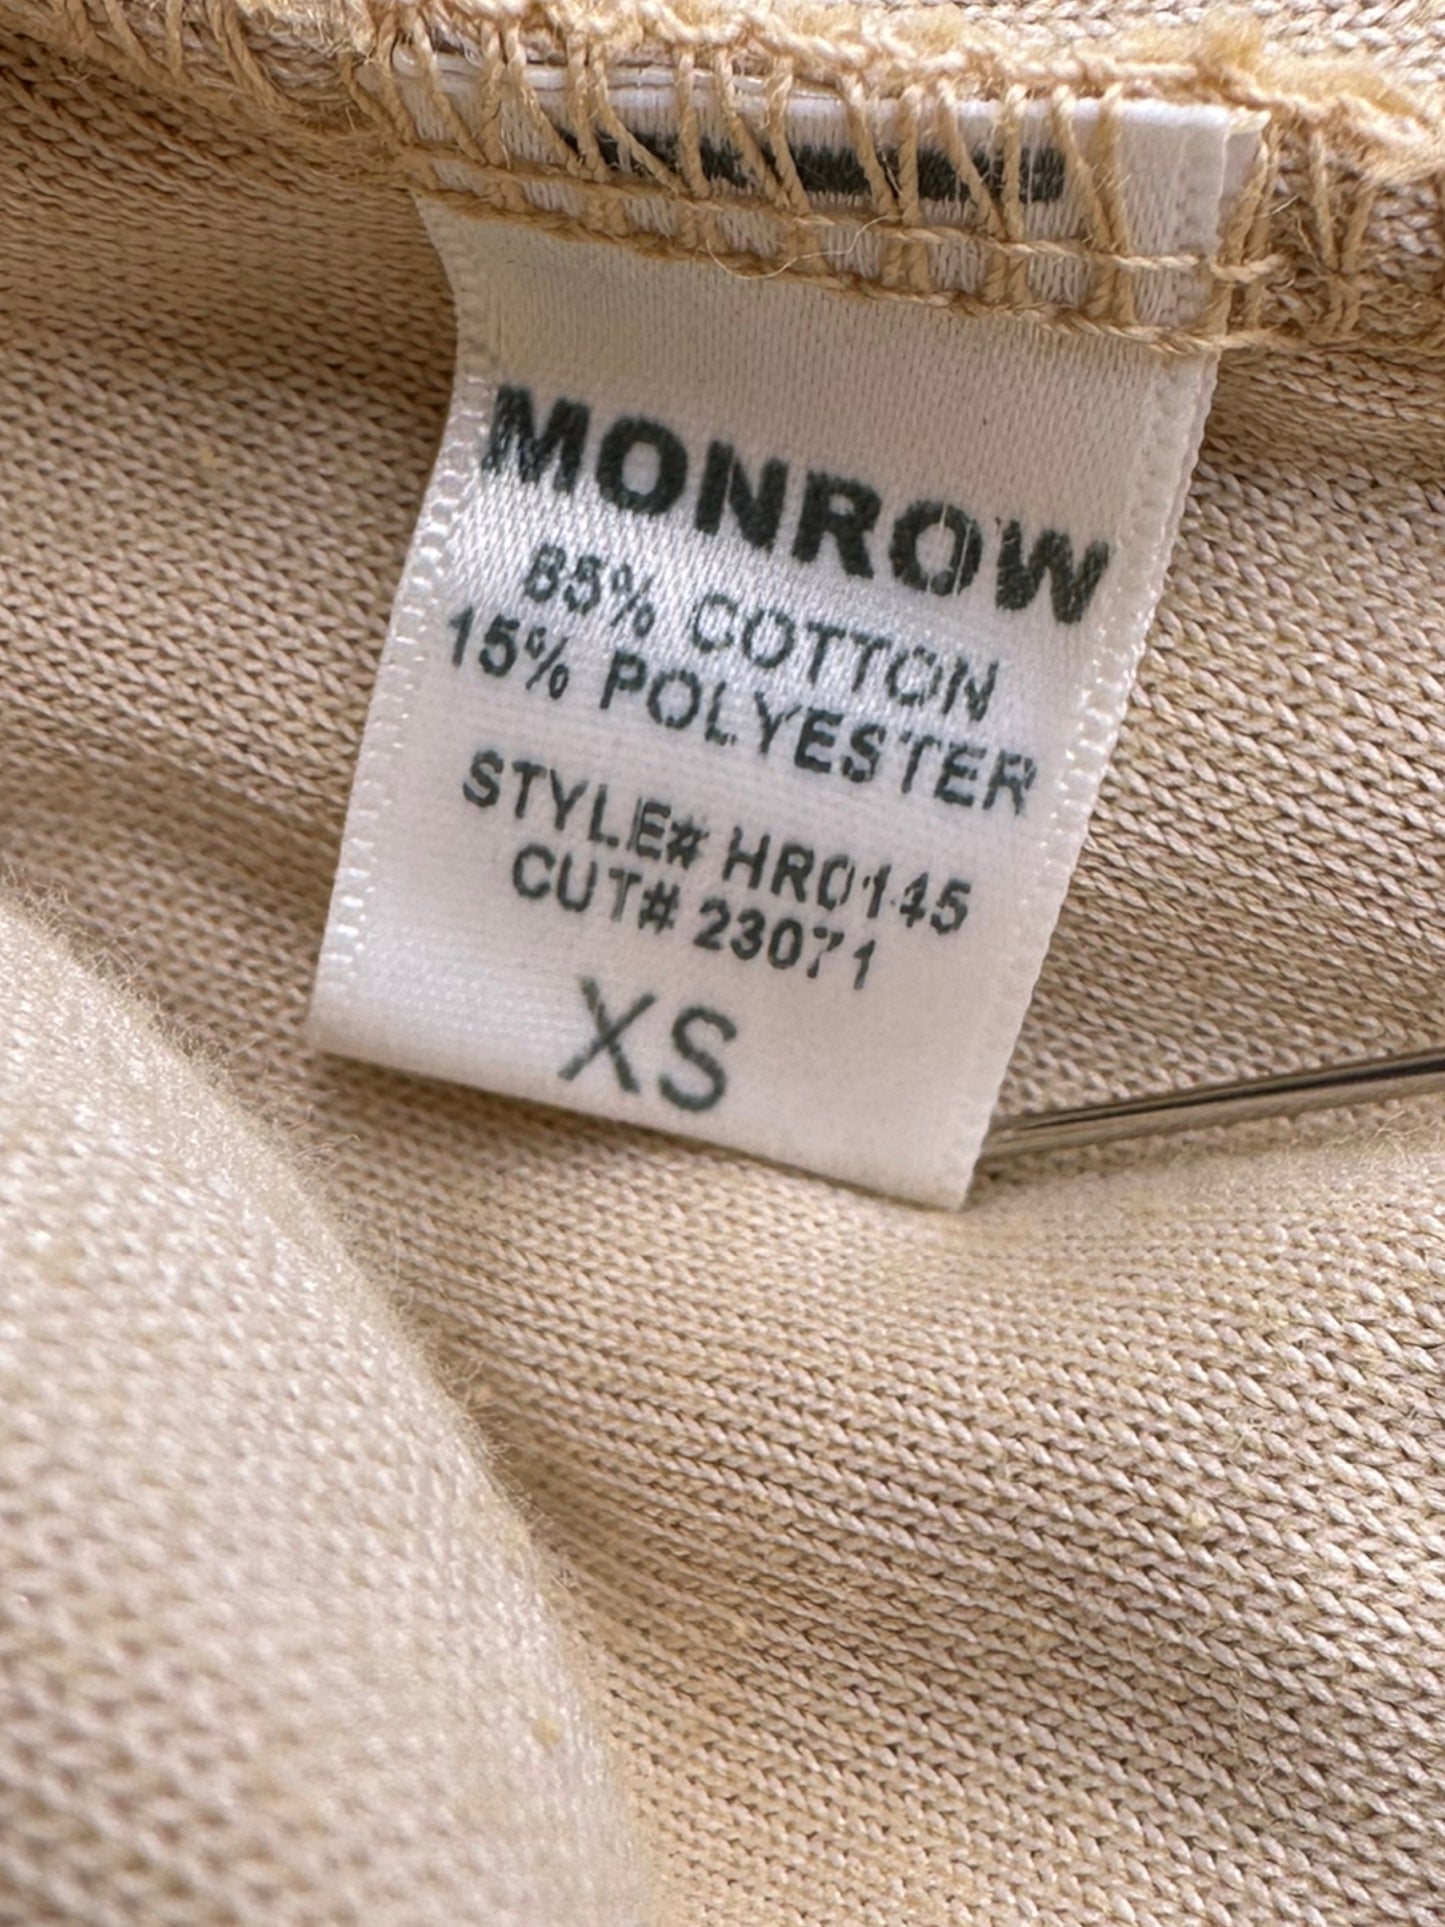 MONROW
85% COTTON
15% POLYESTER
STYLE# HR0145
CUT# 23071
XS